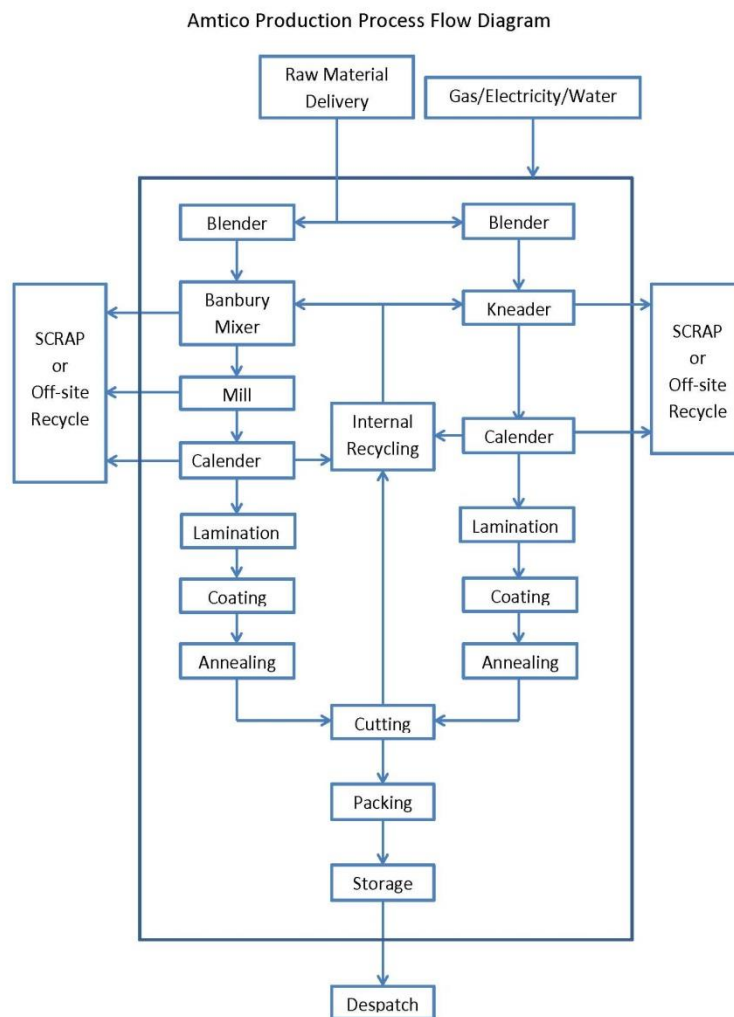 Amtico Production Process Flow Diagram
Raw Material
Delivery
Gas/Electricity/Water
Blender
Blender
Banbury
Mixer
Kneader
SCRAP
or
Off-site
Recycle
SCRAP
or
Off-site
Recycle
Mill
Internal
Recycling
Calender
Calender
Lamination
Lamination
Coating
Coating
Annealing
Annealing
Cutting
Packing
Storage
Despatch